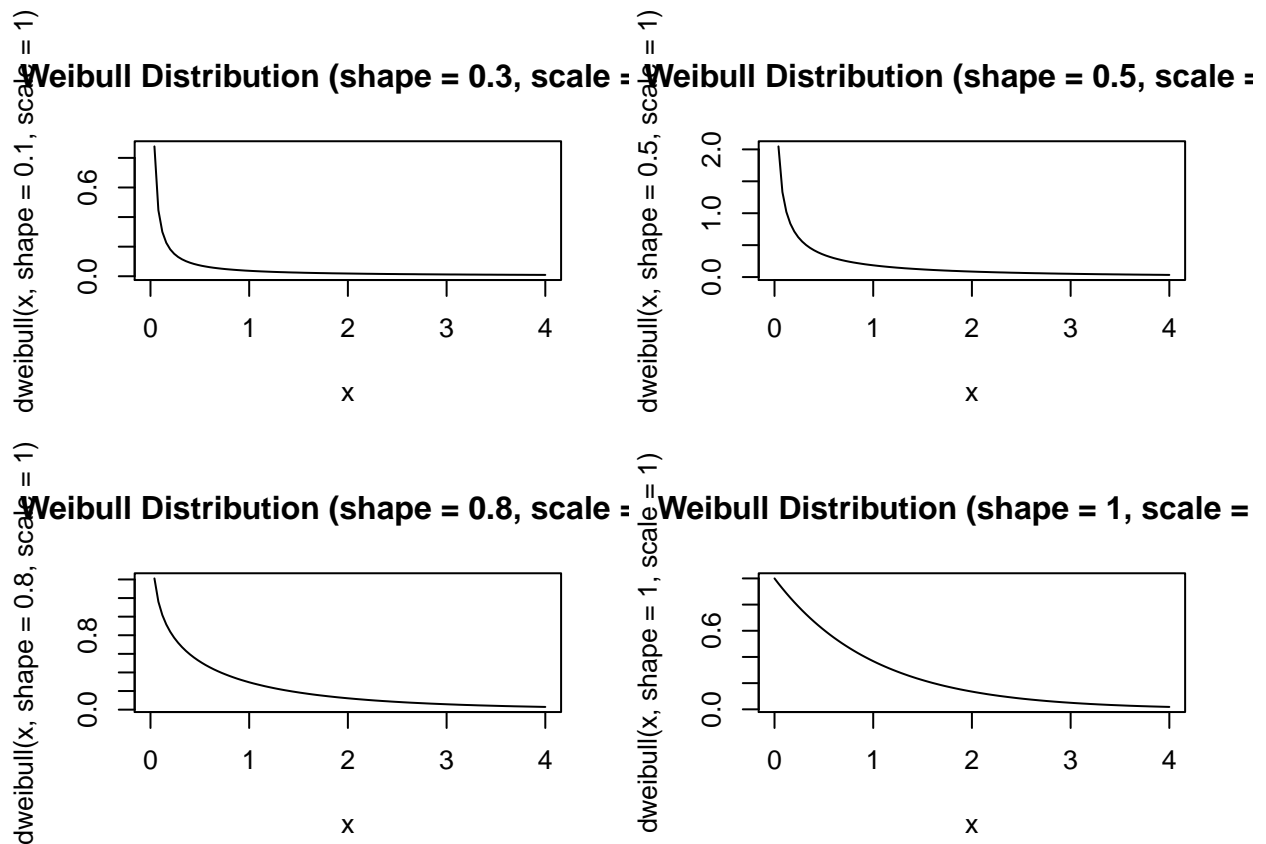 Weibull Distribution (shape = 0.3, scale =
dweibull(x, shape = 0.1, scale = 1)
0.0 0.6
0 1 2 3 4
x
Weibull Distribution (shape = 0.5, scale =
dweibull(x, shape = 0.5, scale = 1)
0.0 1.0 2.0
0 1 2 3 4
x
Weibull Distribution (shape = 0.8, scale =
dweibull(x, shape = 0.8, scale = 1)
0.0 0.8
0 1 2 3 4
x
Weibull Distribution (shape = 1, scale =
dweibull(x, shape = 1, scale = 1)
0.0 0.6
0 1 2 3 4
x